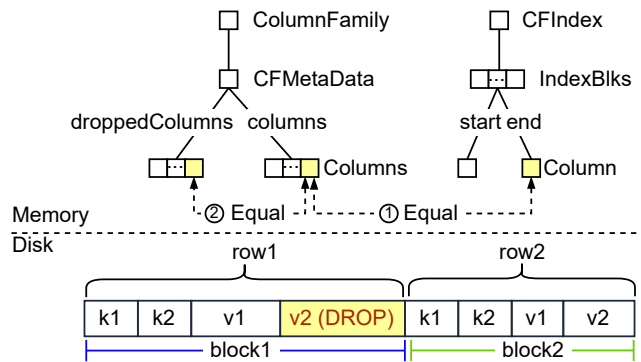 ColumnFamily CFIndex
CFMetaData ... IndexBlks
droppedColumns columns start end
... ... Columns Column
② Equal ① Equal
Memory
Disk
row1 row2
k1 k2 v1 v2 (DROP) k1 k2 v1 v2
block1 block2